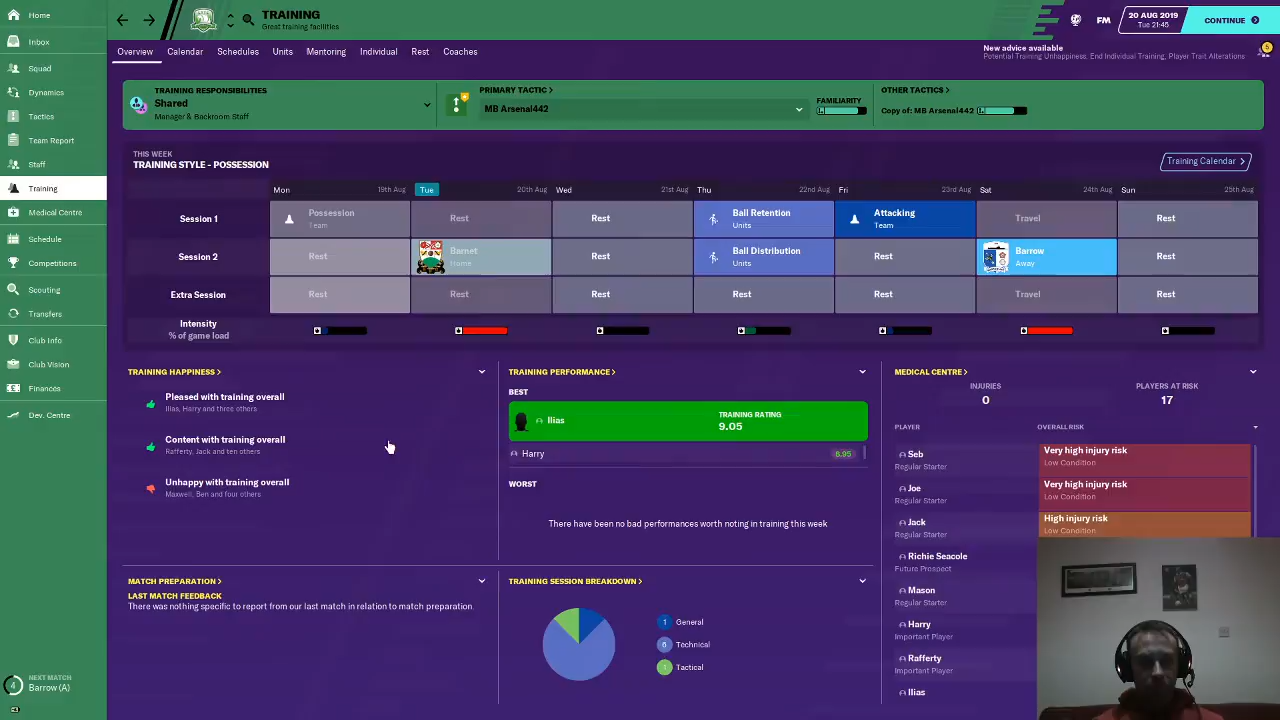 Home
Inbox
Squad
Dynamics
Tactics
Team Report
Staff
Training
Medical Centre
Schedule
Competitions
Scouting
Transfers
Club Info
Club Vision
Finances
Dev. Centre
NEXT MATCH
4
Barrow (A)
TRAINING
Great training facilities
FM
20 AUG 2019
Tue 21:45
CONTINUE
Overview
Calendar
Schedules
Units
Mentoring
Individual
Rest
Coaches
New advice available
Potential Training Unhappiness, End Individual Training, Player Trait Alterations
5
TRAINING RESPONSIBILITIES
Shared
Manager & Backroom Staff
PRIMARY TACTIC >
MB Arsenal442
FAMILIARITY
OTHER TACTICS >
Copy of: MB Arsenal442
THIS WEEK
TRAINING STYLE - POSSESSION
Training Calendar >
Mon 19th Aug Tue 20th Aug Wed 21st Aug Thu 22nd Aug Fri 23rd Aug Sat 24th Aug Sun 25th Aug
Session 1
Possession
Team
Rest
Rest
Ball Retention
Units
Attacking
Team
Travel
Rest
Session 2
Rest
Barnet
Home
Rest
Ball Distribution
Units
Rest
Barrow
Away
Rest
Extra Session
Rest
Rest
Rest
Rest
Rest
Travel
Rest
Intensity
% of game load
TRAINING HAPPINESS >
Pleased with training overall
Ilias, Harry and three others
Content with training overall
Rafferty, Jack and ten others
Unhappy with training overall
Maxwell, Ben and four others
TRAINING PERFORMANCE >
BEST
Ilias
TRAINING RATING
9.05
Harry 6.95
WORST
There have been no bad performances worth noting in training this week
MEDICAL CENTRE >
INJURIES
0
PLAYERS AT RISK
17
PLAYER OVERALL RISK
Seb
Regular Starter
Very high injury risk
Low Condition
Joe
Regular Starter
Very high injury risk
Low Condition
Jack
Regular Starter
High injury risk
Low Condition
Richie Seacole
Future Prospect
Mason
Regular Starter
Harry
Important Player
Rafferty
Important Player
Ilias
MATCH PREPARATION >
LAST MATCH FEEDBACK
There was nothing specific to report from our last match in relation to match preparation.
TRAINING SESSION BREAKDOWN >
1 General
6 Technical
1 Tactical